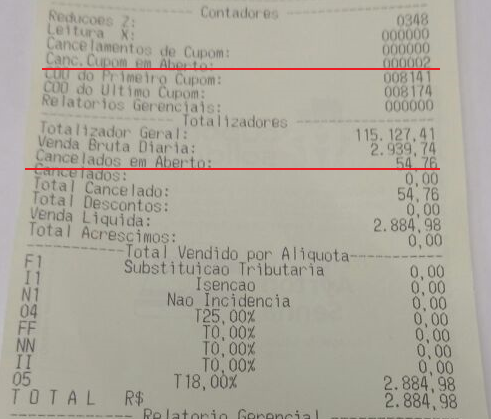 Contadores
Reducoes Z: 0348
Leitura X: 000000
Cancelamentos de Cupom: 000000
Canc.Cupom em Aberto: 000002
COO do Primeiro Cupom: 008141
COO do Ultimo Cupom: 008174
Relatorios Gerenciais: 000000
Totalizadores
Totalizador Geral: 115.127,41
Venda Bruta Diaria: 2.939,74
Cancelados em Aberto: 54,76
Cancelados: 0,00
Total Cancelado: 54,76
Total Descontos: 0,00
Venda Liquida: 2.884,98
Total Acrescimos: 0,00
Total Vendido por Aliquota
F1 Substituicao Tributaria 0,00
I1 Isencao 0,00
N1 Nao Incidencia 0,00
04 T25,00% 0,00
FF T0,00% 0,00
NN T0,00% 0,00
II T0,00% 0,00
05 T18,00% 2.884,98
TOTAL R$ 2.884,98
Relatorio Gerencial